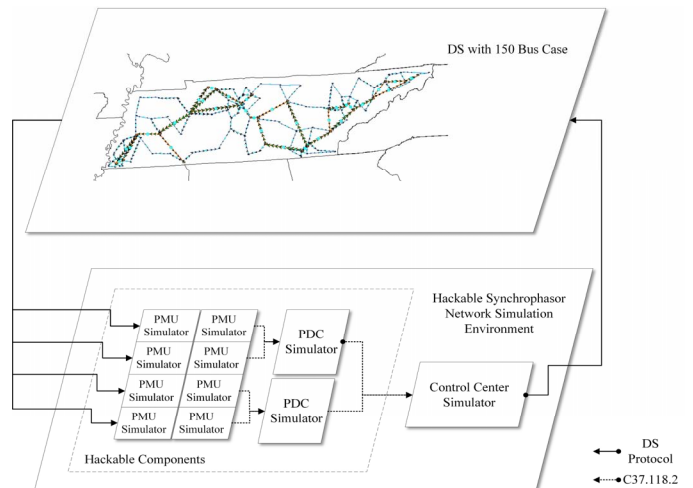 DS with 150 Bus Case
Hackable Synchrophasor
Network Simulation
Environment
PMU
Simulator
PMU
Simulator
PMU
Simulator
PMU
Simulator
PMU
Simulator
PMU
Simulator
PMU
Simulator
PMU
Simulator
PDC
Simulator
PDC
Simulator
Control Center
Simulator
Hackable Components
DS
Protocol
C37.118.2